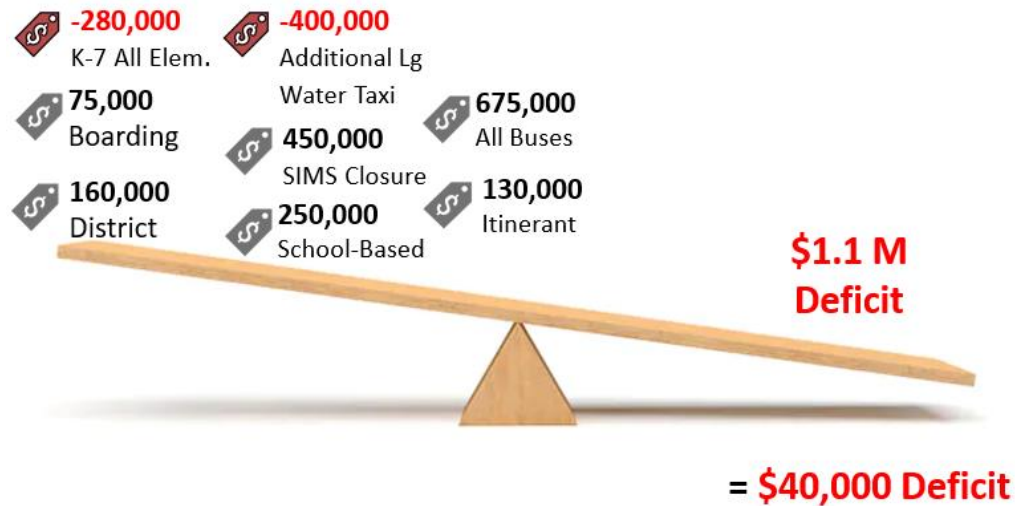 -280,000
K-7 All Elem.
-400,000
Additional Lg
Water Taxi
75,000
Boarding
450,000
SIMS Closure
675,000
All Buses
160,000
District
250,000
School-Based
130,000
Itinerant
$1.1 M
Deficit
= $40,000 Deficit